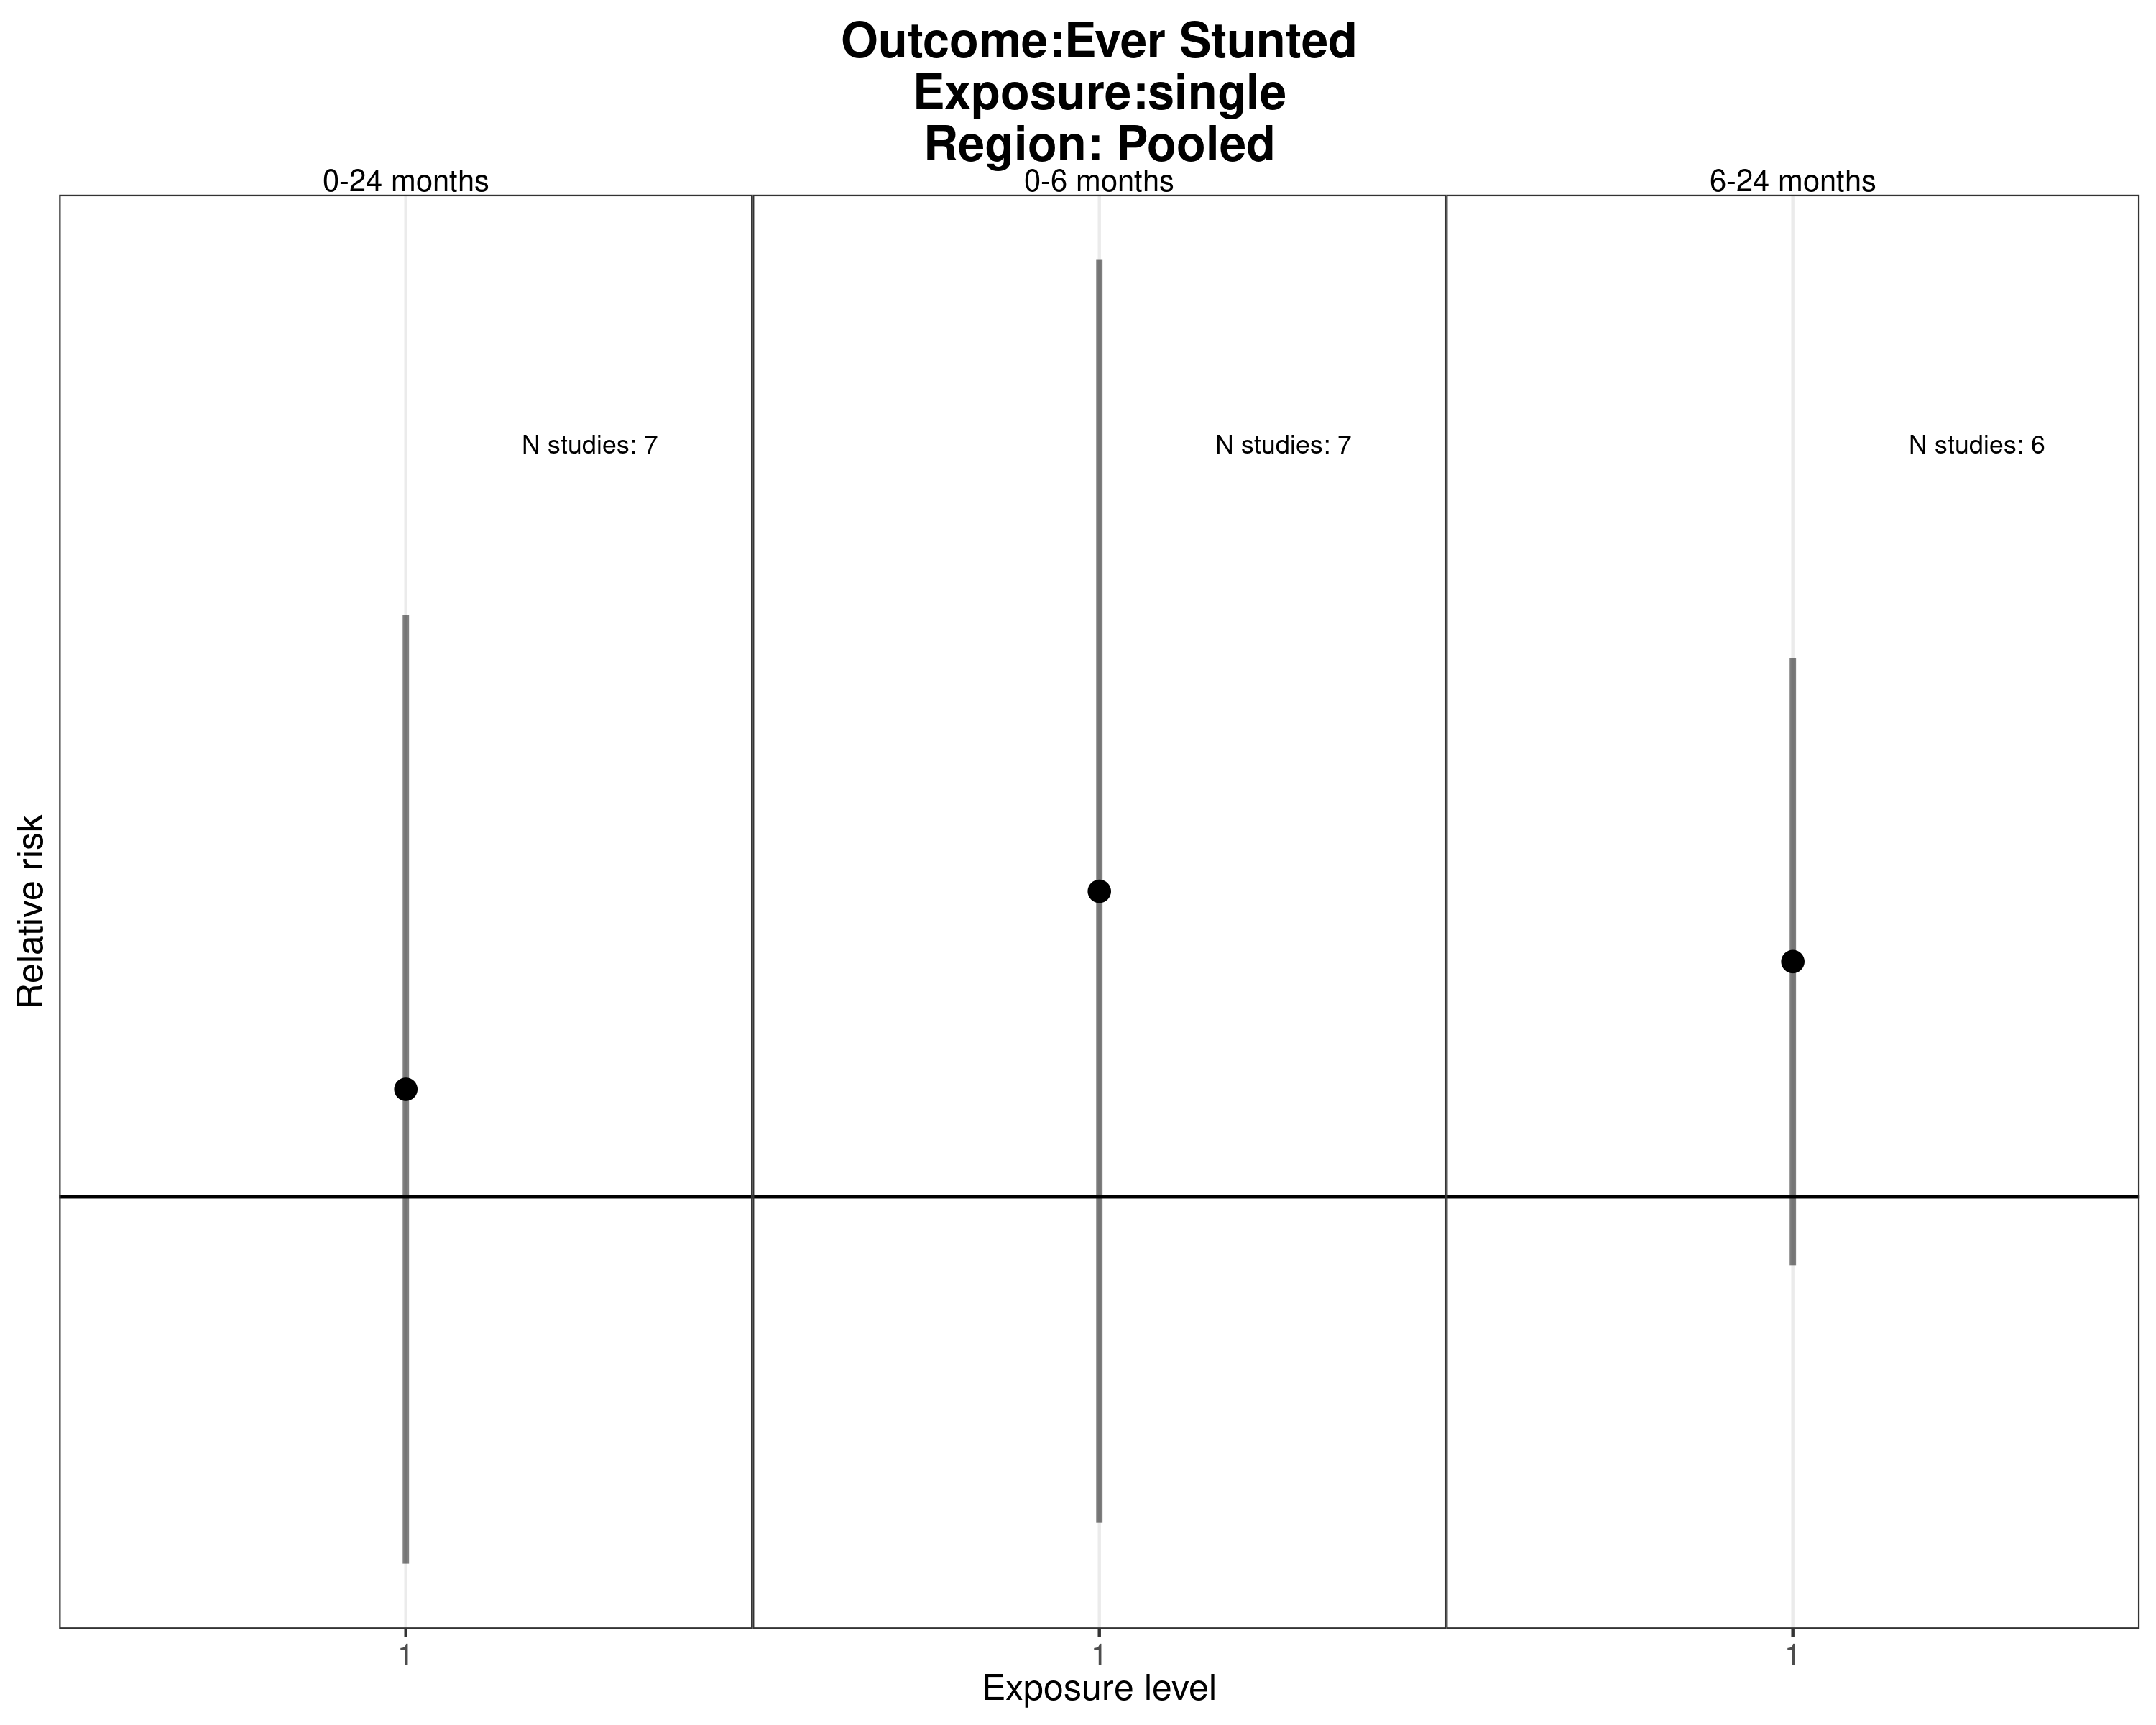 Outcome:Ever Stunted
Exposure:single
Region: Pooled
0-24 months
0-6 months
6-24 months
N studies: 7
N studies: 7
N studies: 6
Relative risk
1
1
1
Exposure level